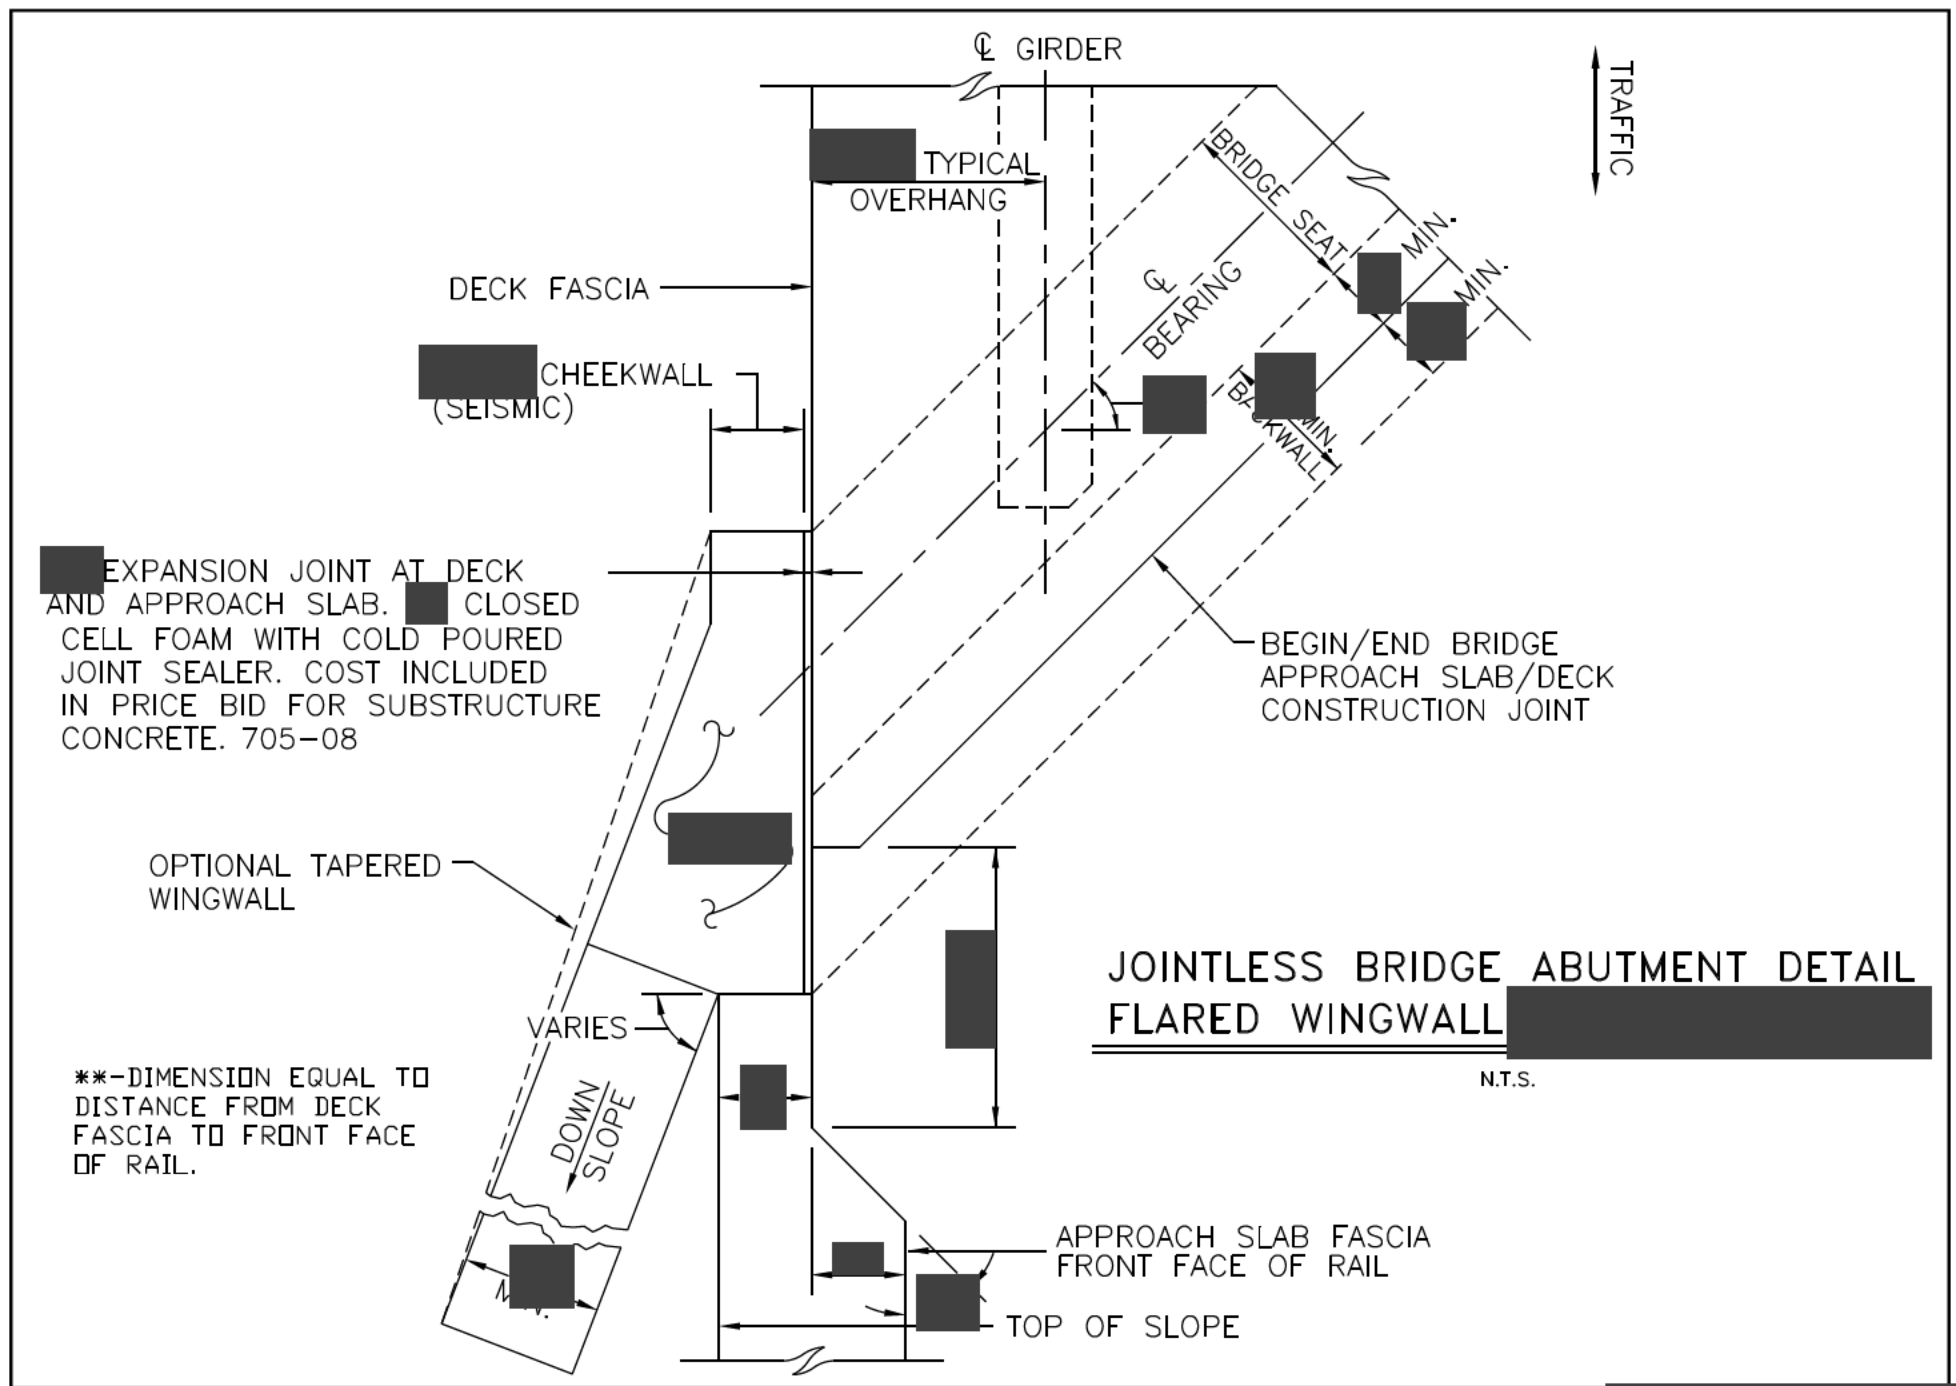 ℄ GIRDER
TRAFFIC
TYPICAL
OVERHANG
BRIDGE SEAT
MIN.
MIN.
DECK FASCIA
℄
BEARING
CHEEKWALL
(SEISMIC)
MIN.
BACKWALL
EXPANSION JOINT AT DECK
AND APPROACH SLAB. CLOSED
CELL FOAM WITH COLD POURED
JOINT SEALER. COST INCLUDED
IN PRICE BID FOR SUBSTRUCTURE
CONCRETE. 705-08
BEGIN/END BRIDGE
APPROACH SLAB/DECK
CONSTRUCTION JOINT
OPTIONAL TAPERED
WINGWALL
JOINTLESS BRIDGE ABUTMENT DETAIL
FLARED WINGWALL
N.T.S.
VARIES
**-DIMENSION EQUAL TO
DISTANCE FROM DECK
FASCIA TO FRONT FACE
OF RAIL.
DOWN
SLOPE
APPROACH SLAB FASCIA
FRONT FACE OF RAIL
TOP OF SLOPE